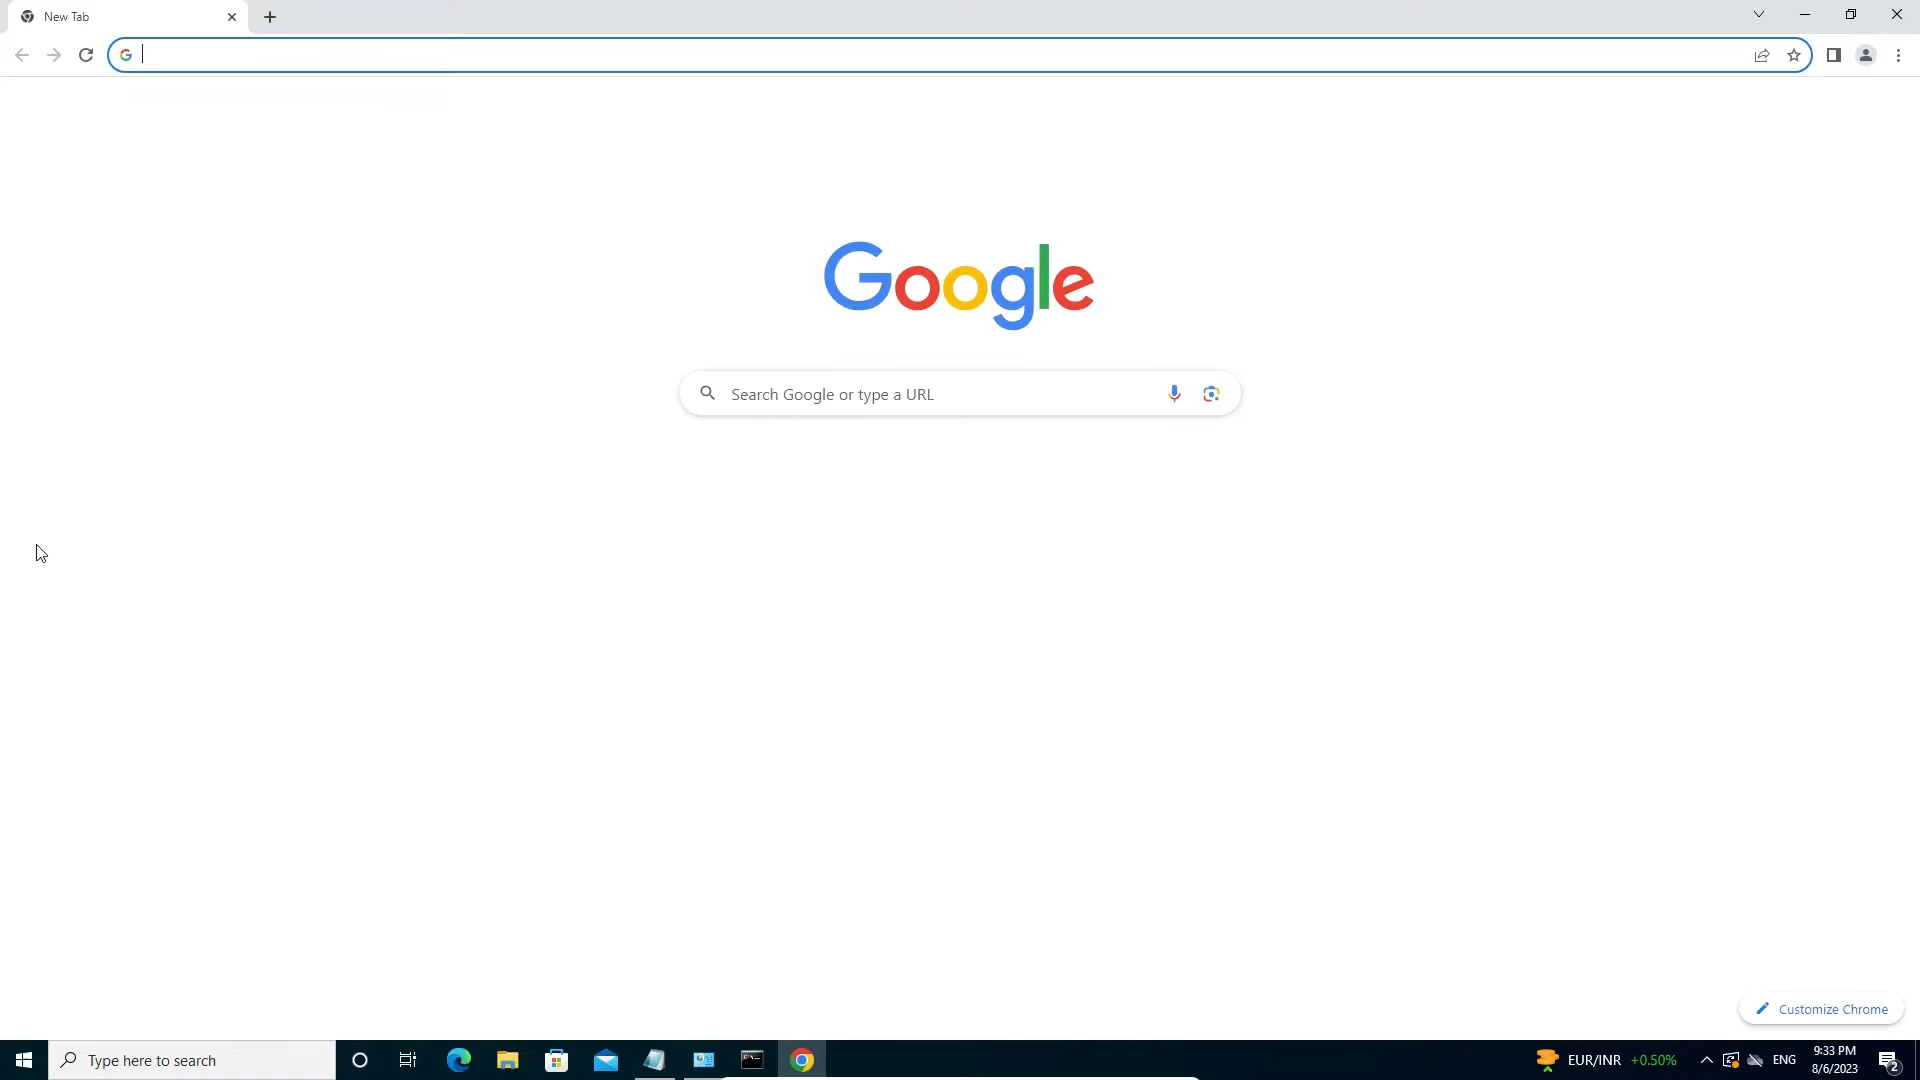 New Tab
Google
Search Google or type a URL
Customize Chrome
Type here to search
EUR/INR +0.50%
ENG
9:33 PM
8/6/2023
2